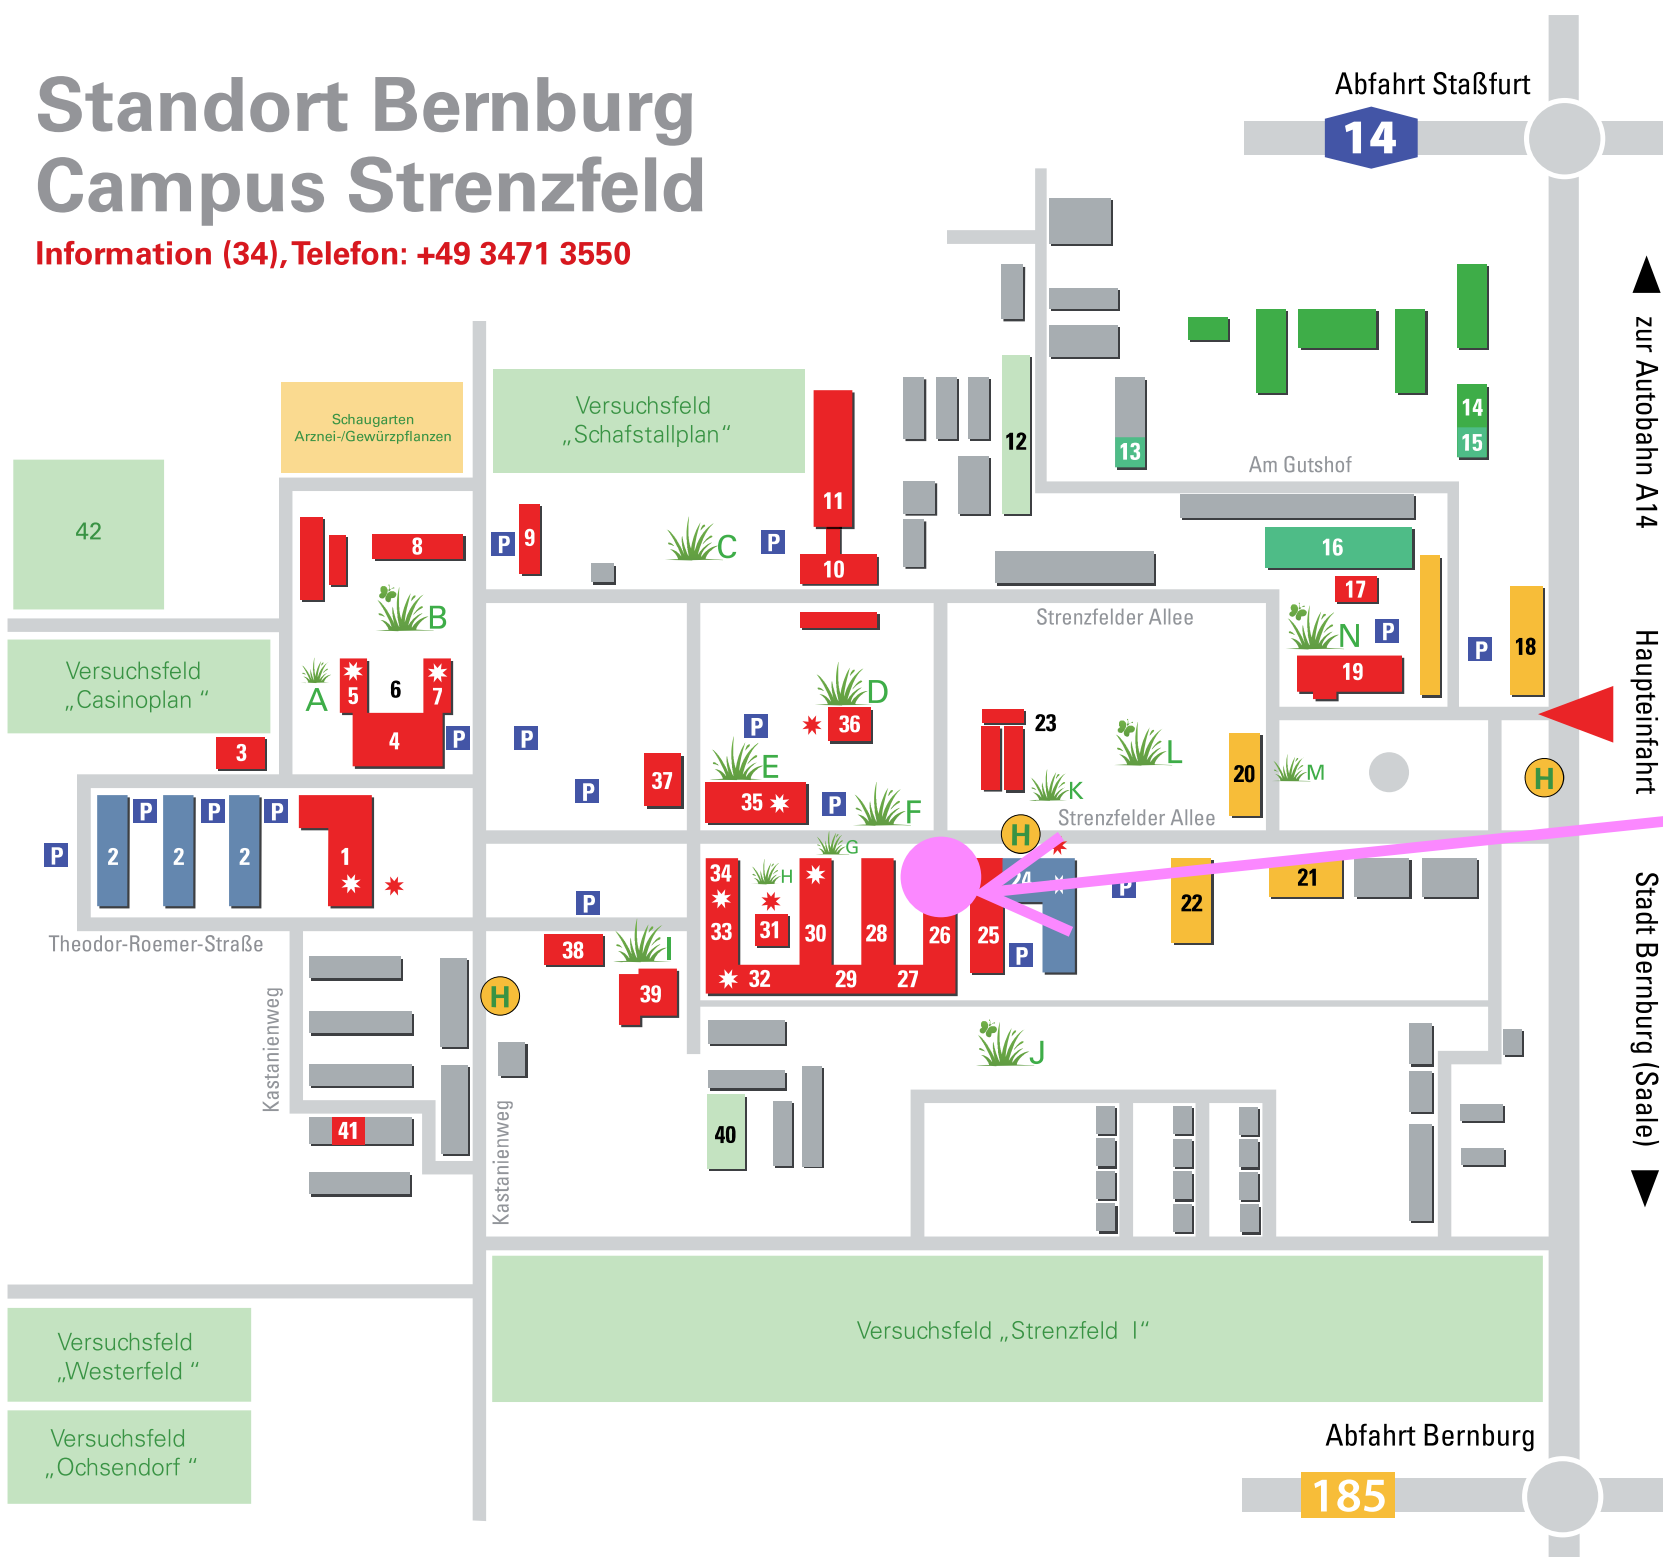 Standort Bernburg
Campus Strenzfeld
Information (34), Telefon: +49 3471 3550
Abfahrt Staßfurt
14
zur Autobahn A14
Haupteinfahrt
Stadt Bernburg (Saale)
Schaugarten
Arznei-/Gewürzpflanzen
Versuchsfeld
„Schafstallplan“
42
12
13
14
15
Am Gutshof
11
8
P
9
C
P
10
16
17
B
Strenzfelder Allee
N
P
P
18
Versuchsfeld
„Casinoplan “
A
5
6
7
D
19
3
4
P
P
P
36
23
L
E
K
20
M
H
37
P
35
P
F
Strenzfelder Allee
H
P
2
P
2
P
2
P
1
G
34
H
24
P
21
22
P
33
31
30
28
26
25
P
Theodor-Roemer-Straße
38
I
32
29
27
39
H
J
Kastanienweg
41
Kastanienweg
40
Versuchsfeld
„Westerfeld “
Versuchsfeld „Strenzfeld I“
Versuchsfeld
„Ochsendorf “
Abfahrt Bernburg
185